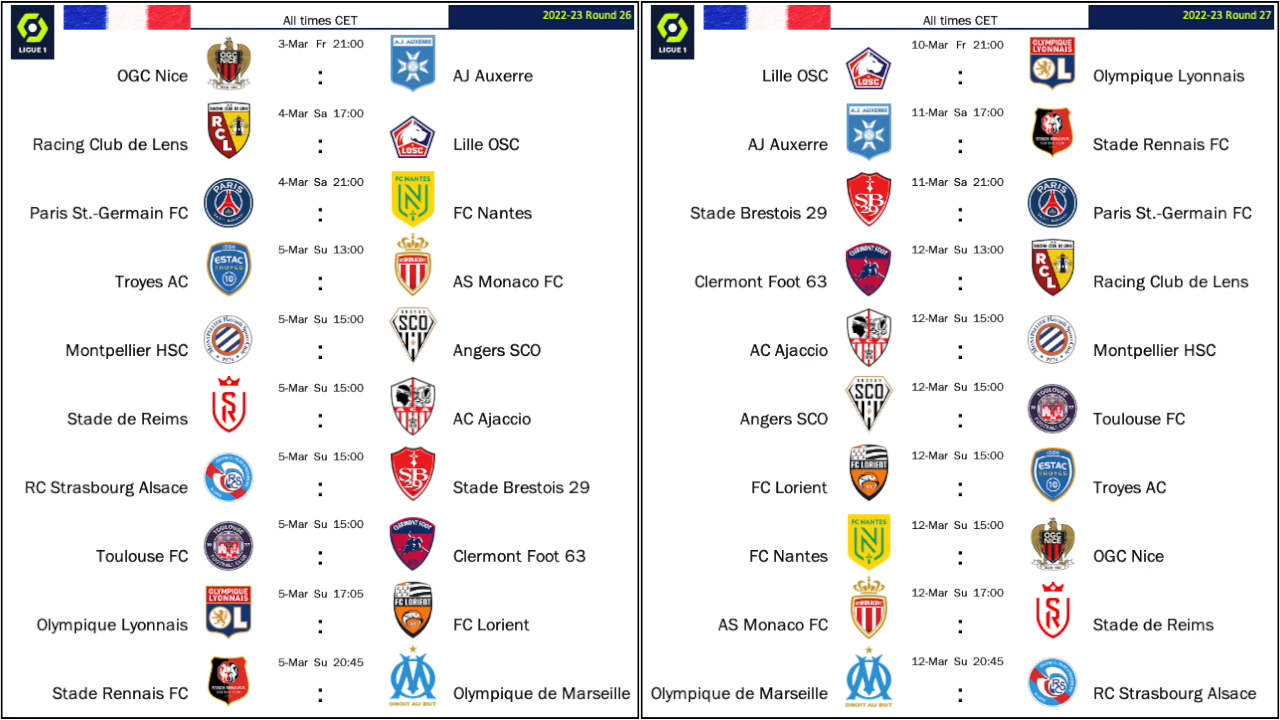 LIGUE 1
All times CET
2022-23 Round 26
3-Mar Fr 21:00
OGC Nice : AJ Auxerre
4-Mar Sa 17:00
Racing Club de Lens : Lille OSC
4-Mar Sa 21:00
Paris St.-Germain FC : FC Nantes
5-Mar Su 13:00
Troyes AC : AS Monaco FC
5-Mar Su 15:00
Montpellier HSC : Angers SCO
5-Mar Su 15:00
Stade de Reims : AC Ajaccio
5-Mar Su 15:00
RC Strasbourg Alsace : Stade Brestois 29
5-Mar Su 15:00
Toulouse FC : Clermont Foot 63
5-Mar Su 17:05
Olympique Lyonnais : FC Lorient
5-Mar Su 20:45
Stade Rennais FC : Olympique de Marseille
LIGUE 1
All times CET
2022-23 Round 27
10-Mar Fr 21:00
Lille OSC : Olympique Lyonnais
11-Mar Sa 17:00
AJ Auxerre : Stade Rennais FC
11-Mar Sa 21:00
Stade Brestois 29 : Paris St.-Germain FC
12-Mar Su 13:00
Clermont Foot 63 : Racing Club de Lens
12-Mar Su 15:00
AC Ajaccio : Montpellier HSC
12-Mar Su 15:00
Angers SCO : Toulouse FC
12-Mar Su 15:00
FC Lorient : Troyes AC
12-Mar Su 15:00
FC Nantes : OGC Nice
12-Mar Su 17:00
AS Monaco FC : Stade de Reims
12-Mar Su 20:45
Olympique de Marseille : RC Strasbourg Alsace